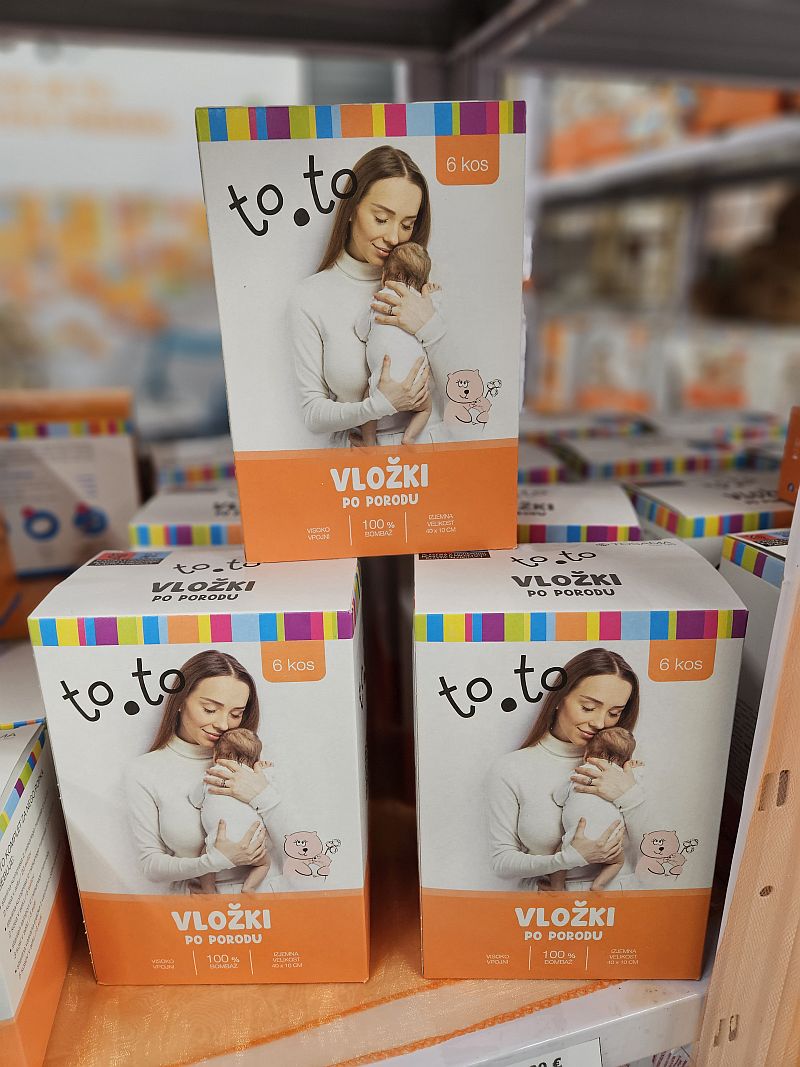 to.to
6 kos
VLOŽKI
PO PORODU
VISOKO
VPOJNI
100 %
BOMBAŽ
IZJEMNA
VELIKOST
40 x 10 CM
to.to
VLOŽKI
PO PORODU
to.to
6 kos
VLOŽKI
PO PORODU
VISOKO
VPOJNI
100 %
BOMBAŽ
IZJEMNA
VELIKOST
40 x 10 CM
to.to
VLOŽKI
PO PORODU
to.to
6 kos
VLOŽKI
PO PORODU
VISOKO
VPOJNI
100 %
BOMBAŽ
IZJEMNA
VELIKOST
40 x 10 CM
€